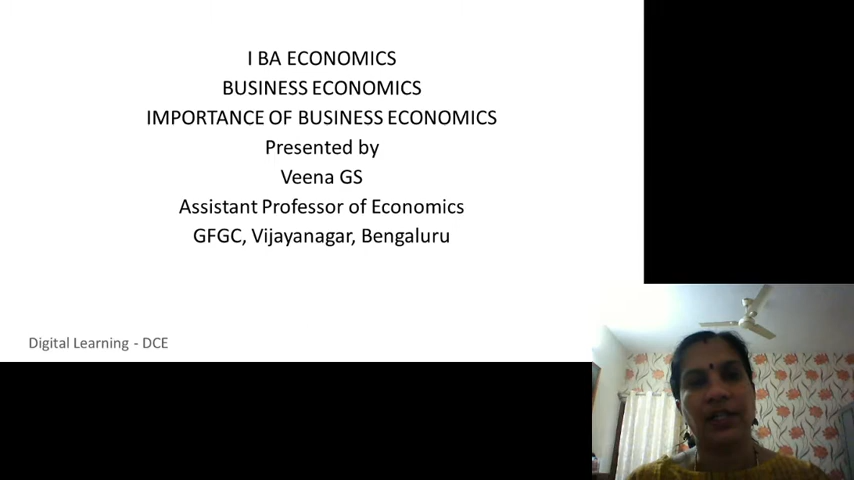 I BA ECONOMICS
BUSINESS ECONOMICS
IMPORTANCE OF BUSINESS ECONOMICS
Presented by
Veena GS
Assistant Professor of Economics
GFGC, Vijayanagar, Bengaluru
Digital Learning - DCE